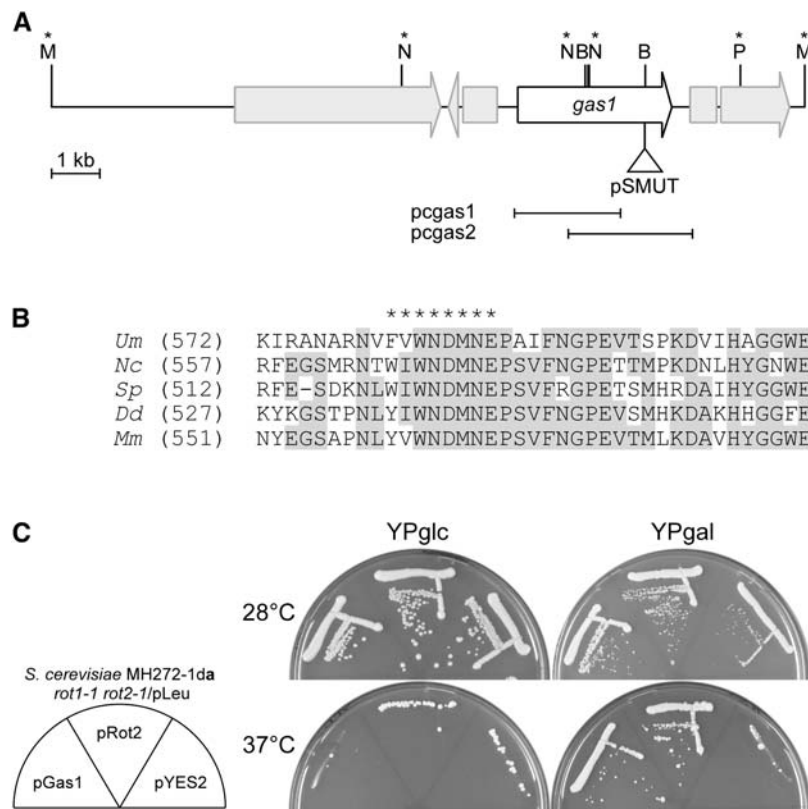 A
* * * * * *
M N N B N B P M
gas1
1 kb
pSMUT
pcgas1
pcgas2
B
********
Um (572) KIRANARNVFVWNDMNEPAIFNGPEVTSPKDVIHAGGWE
Nc (557) RFEGSMRNTWIWNDMNEPSVFNGPETTMPKDNLHYGNWE
Sp (512) RFE-SDKNLWIWNDMNEPSVFRGPETSMHRDAIHYGGWE
Dd (527) KYKGSTPNLYIWNDMNEPSVFNGPEVSMHKDAKHHGGFE
Mm (551) NYEGSAPNLYVWNDMNEPSVFNGPEVTMLKDAVHYGGWE
C
YPglc YPgal
28°C
S. cerevisiae MH272-1da
rot1-1 rot2-1/pLeu
37°C
pRot2
pGas1 pYES2